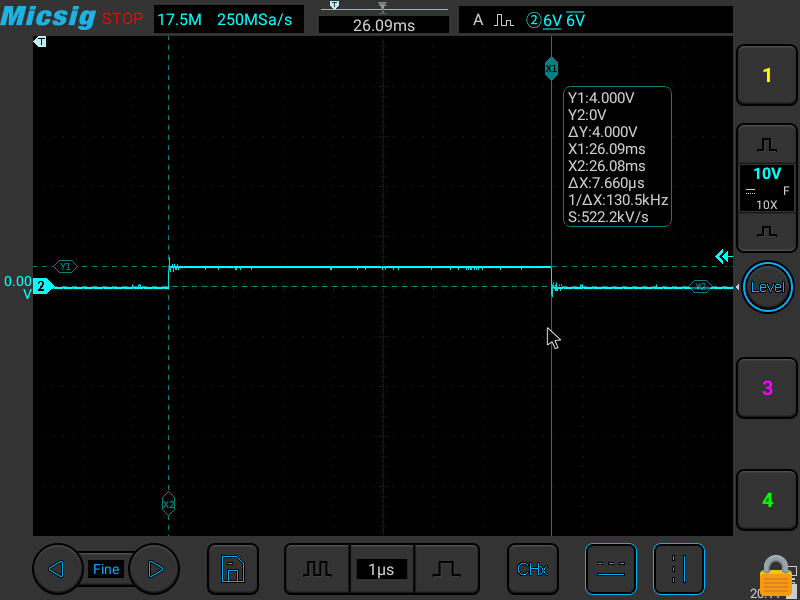 Micsig STOP 17.5M 250MSa/s T 26.09ms A 2 6V 6V
T
X1
1
Y1:4.000V
Y2:0V
ΔY:4.000V
X1:26.09ms
X2:26.08ms
ΔX:7.660μs
1/ΔX:130.5kHz
S:522.2kV/s
10V
F
10X
Y1
0.00
V
2
Y2
Level
3
X2
4
Fine
1μs
CHx